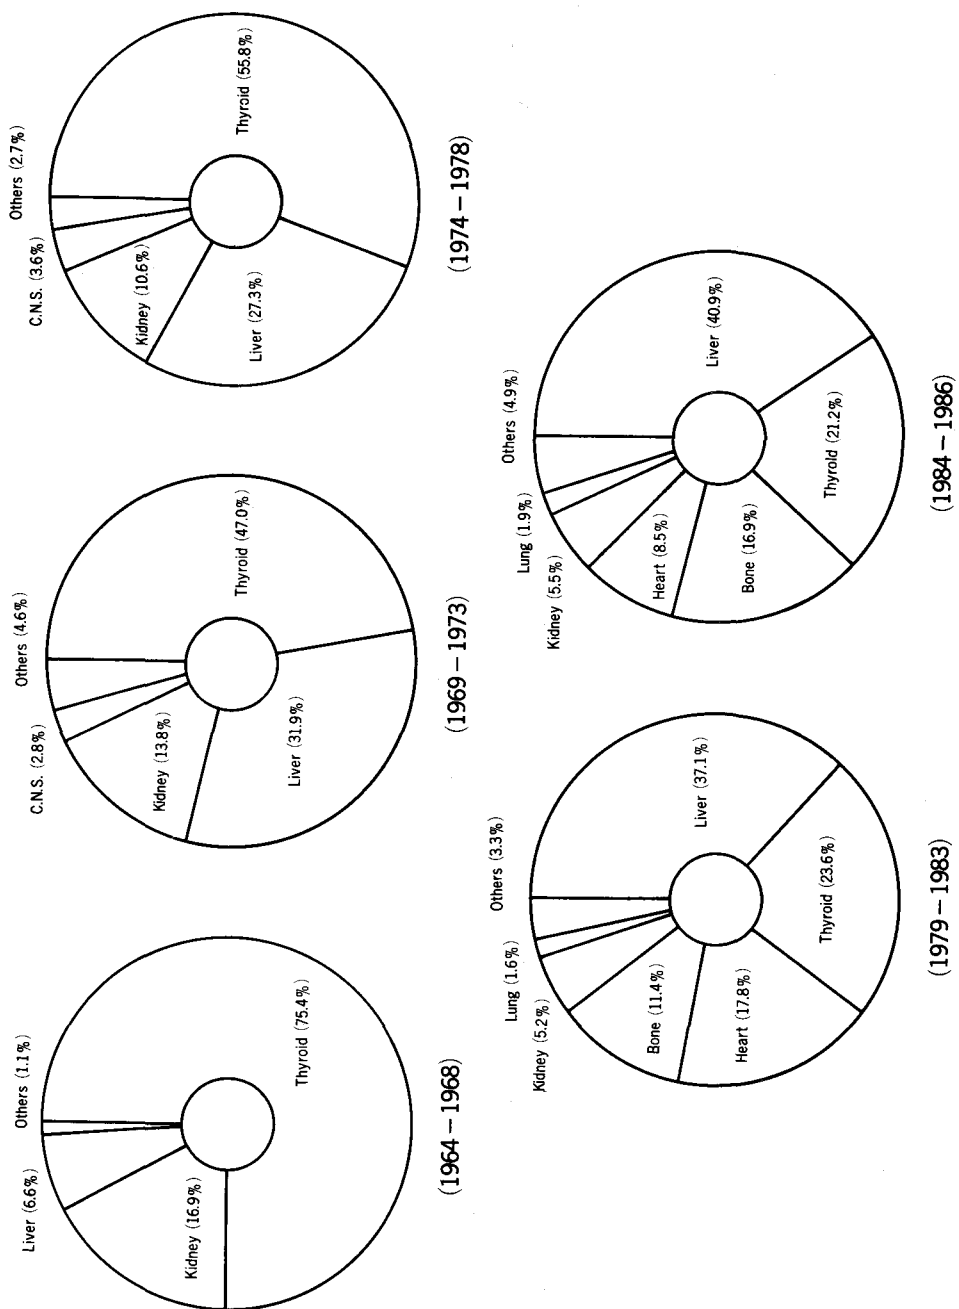 Others (1.1%)
Liver (6.6%)
Kidney (16.9%)
Thyroid (75.4%)
(1964–1968)
Others (4.6%)
C.N.S. (2.8%)
Kidney (13.8%)
Thyroid (47.0%)
Liver (31.9%)
(1969–1973)
Others (2.7%)
C.N.S. (3.6%)
Kidney (10.6%)
Thyroid (55.8%)
Liver (27.3%)
(1974–1978)
Others (3.3%)
Lung (1.6%)
Kidney (5.2%)
Liver (37.1%)
Bone (11.4%)
Heart (17.8%)
Thyroid (23.6%)
(1979–1983)
Others (4.9%)
Lung (1.9%)
Kidney (5.5%)
Liver (40.9%)
Heart (8.5%)
Bone (16.9%)
Thyroid (21.2%)
(1984–1986)